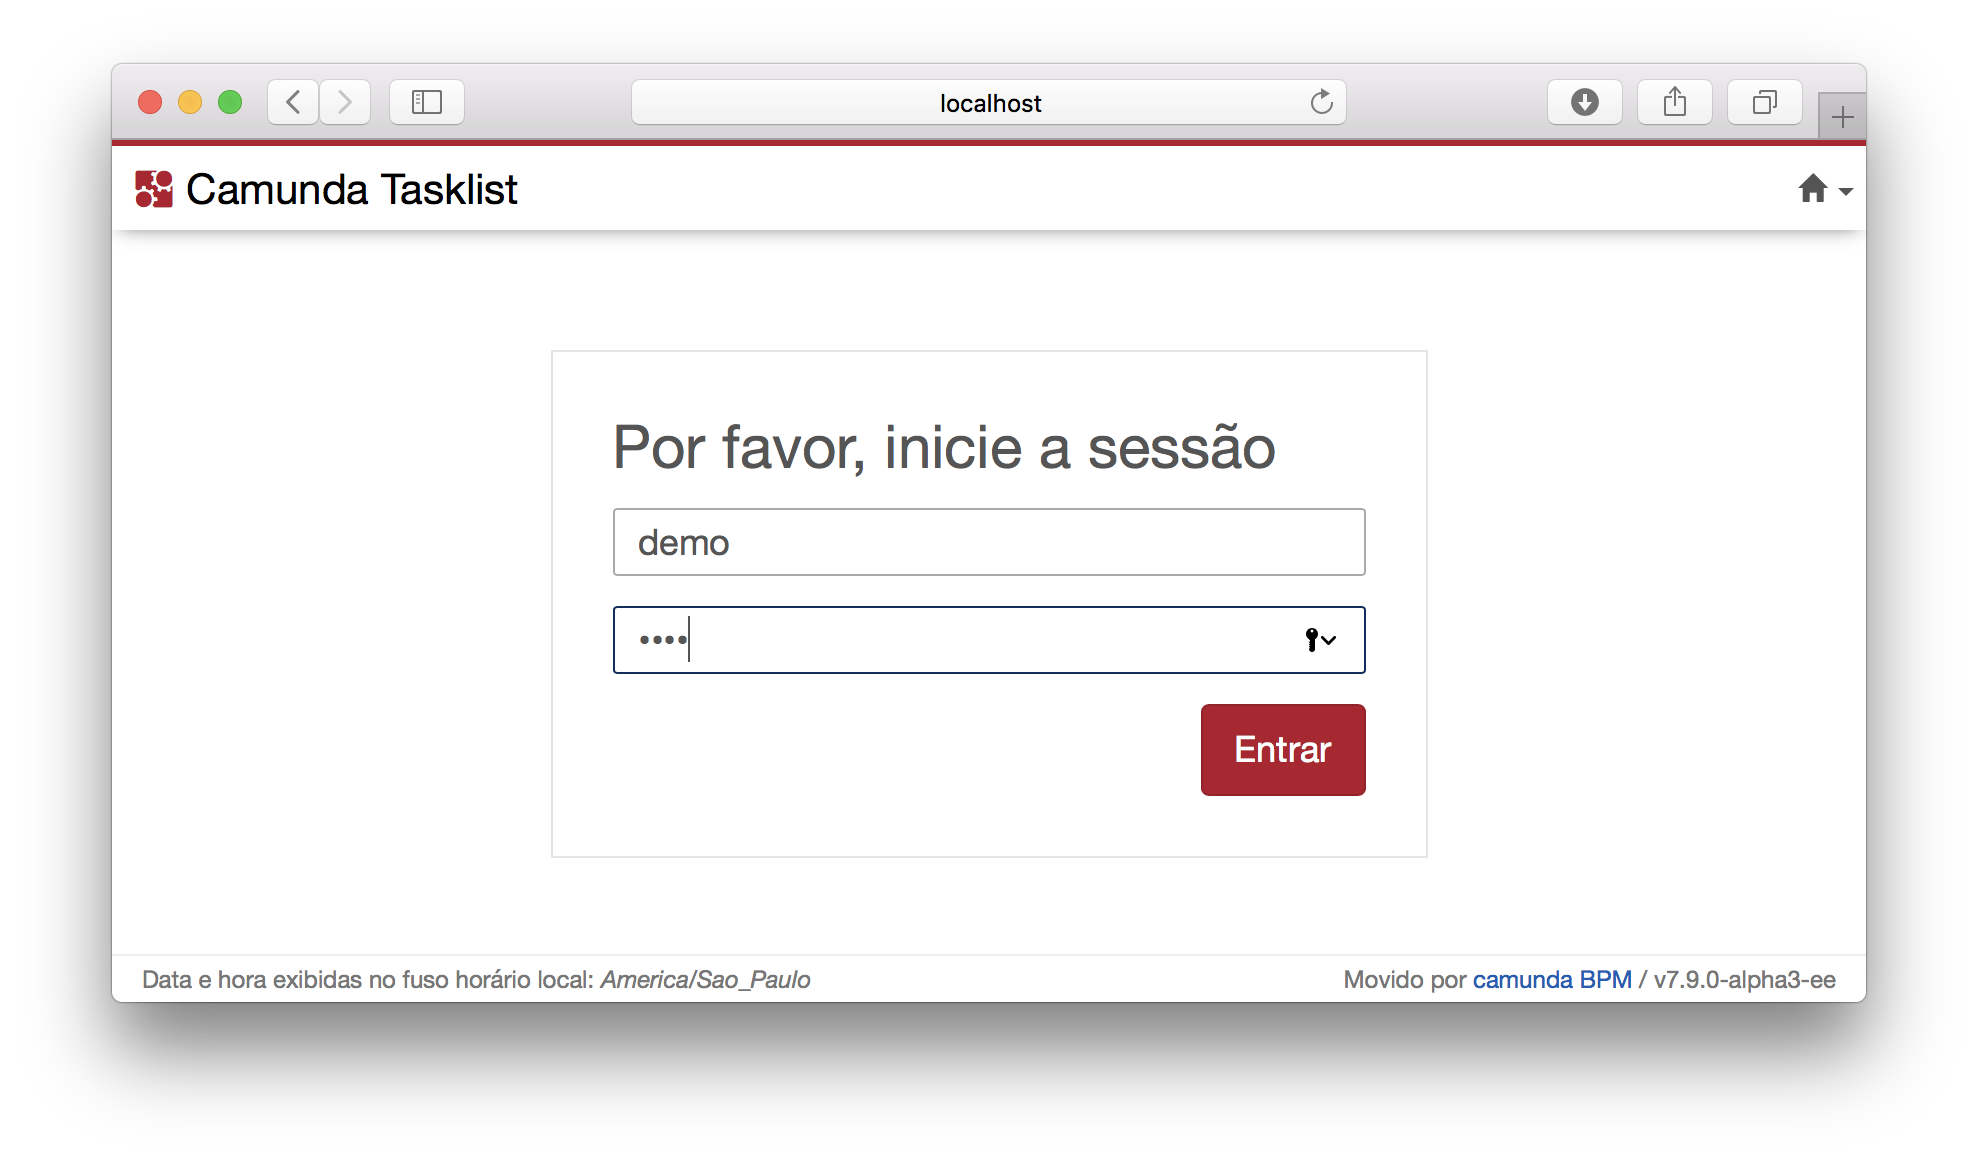 localhost
Camunda Tasklist
Por favor, inicie a sessão
demo
••••
Entrar
Data e hora exibidas no fuso horário local: America/Sao_Paulo
Movido por camunda BPM / v7.9.0-alpha3-ee